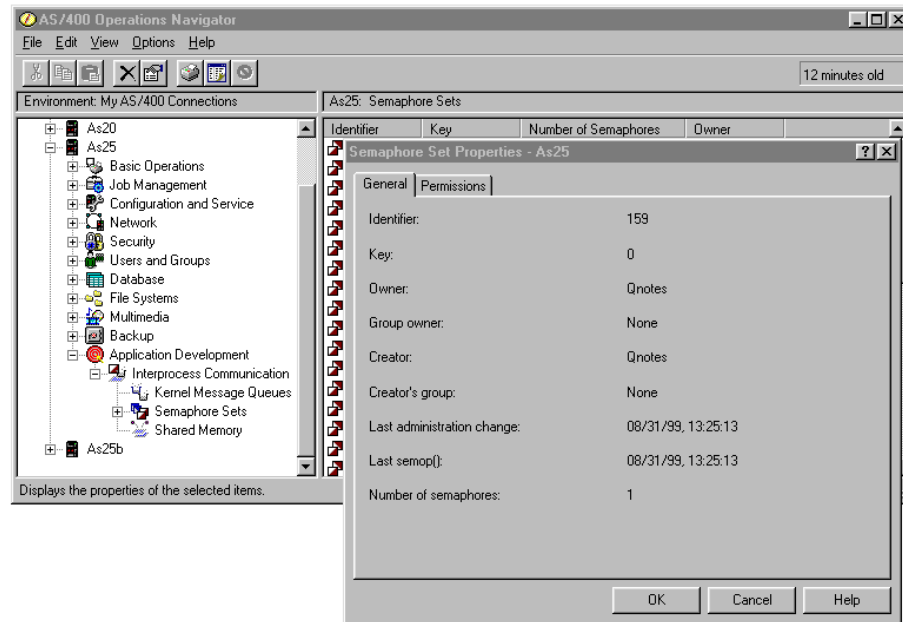 AS/400 Operations Navigator
File Edit View Options Help
12 minutes old
Environment: My AS/400 Connections
As25: Semaphore Sets
As20
As25
Basic Operations
Job Management
Configuration and Service
Network
Security
Users and Groups
Database
File Systems
Multimedia
Backup
Application Development
Interprocess Communication
Kernel Message Queues
Semaphore Sets
Shared Memory
As25b
Displays the properties of the selected items.
Identifier Key Number of Semaphores Owner
Semaphore Set Properties - As25
General Permissions
Identifier: 159
Key: 0
Owner: Qnotes
Group owner: None
Creator: Qnotes
Creator's group: None
Last administration change: 08/31/99, 13:25:13
Last semop(): 08/31/99, 13:25:13
Number of semaphores: 1
OK Cancel Help